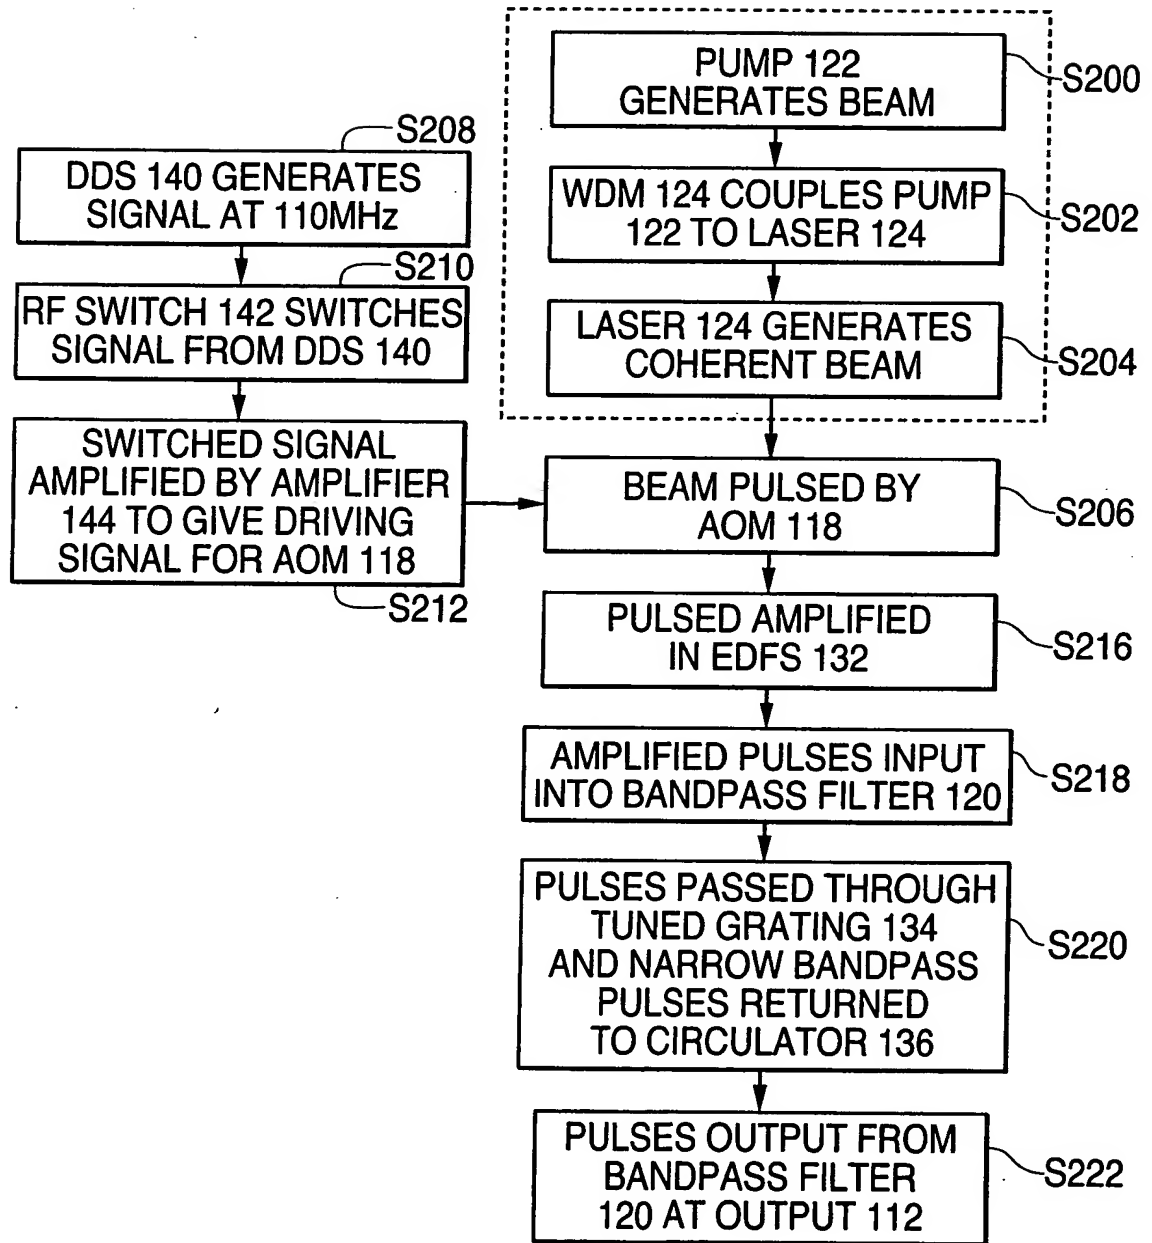 PUMP 122
GENERATES BEAM
S200
WDM 124 COUPLES PUMP
122 TO LASER 124
S202
LASER 124 GENERATES
COHERENT BEAM
S204
S208
DDS 140 GENERATES
SIGNAL AT 110MHz
S210
RF SWITCH 142 SWITCHES
SIGNAL FROM DDS 140
SWITCHED SIGNAL
AMPLIFIED BY AMPLIFIER
144 TO GIVE DRIVING
SIGNAL FOR AOM 118
S212
BEAM PULSED BY
AOM 118
S206
PULSED AMPLIFIED
IN EDFS 132
S216
AMPLIFIED PULSES INPUT
INTO BANDPASS FILTER 120
S218
PULSES PASSED THROUGH
TUNED GRATING 134
AND NARROW BANDPASS
PULSES RETURNED
TO CIRCULATOR 136
S220
PULSES OUTPUT FROM
BANDPASS FILTER
120 AT OUTPUT 112
S222